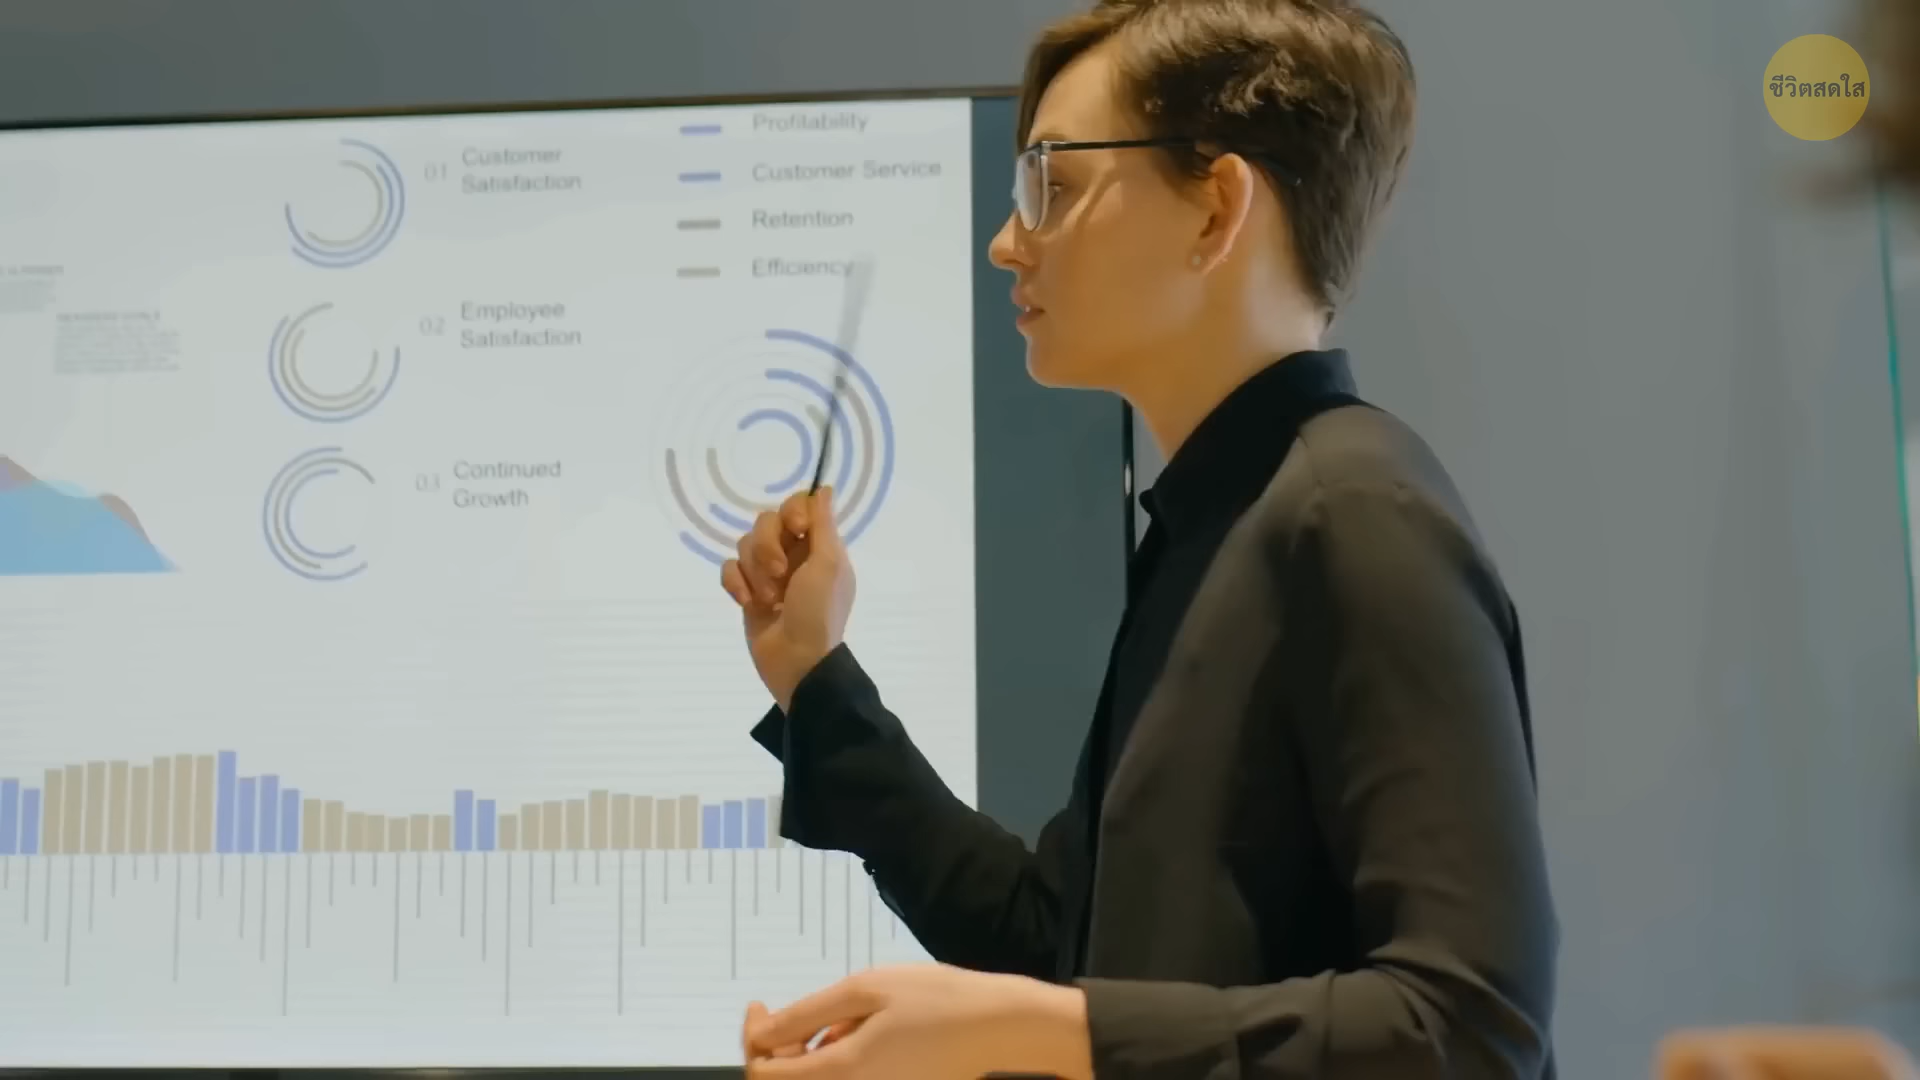 ชีวิตสดใส
Profitability
Customer Service
Retention
Efficiency
01 Customer
Satisfaction
02 Employee
Satisfaction
03 Continued
Growth